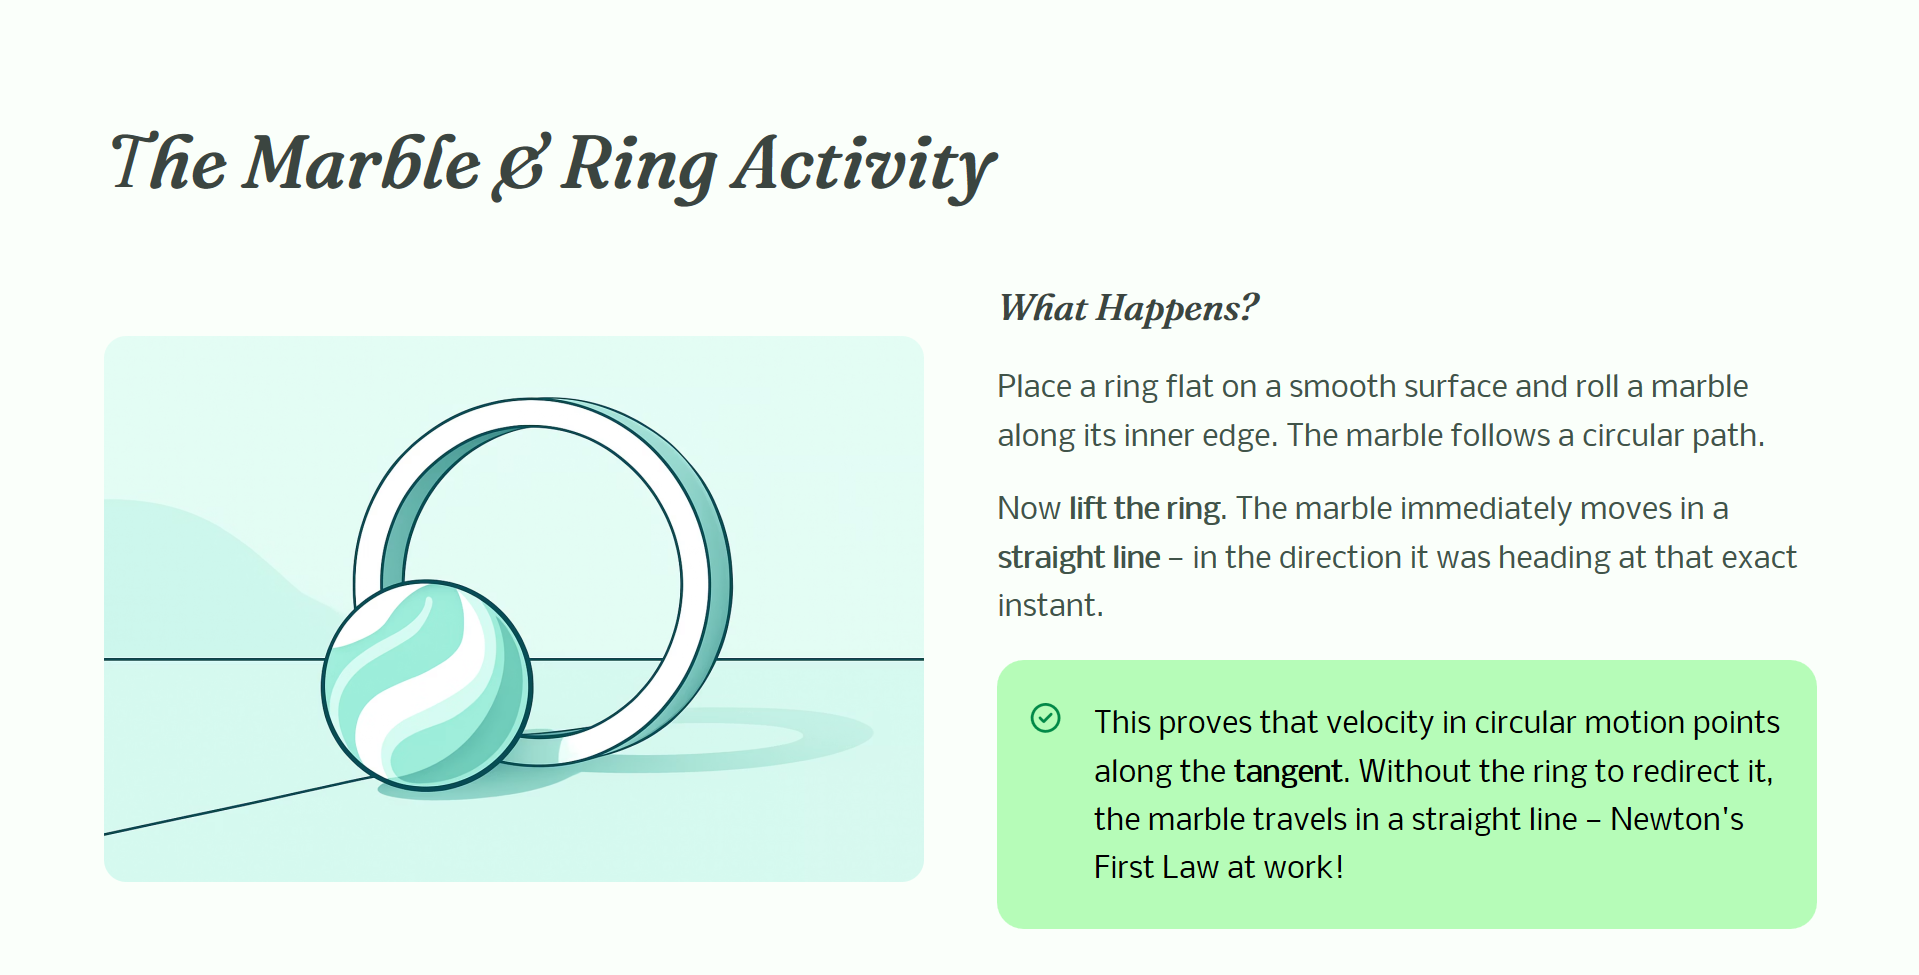 The Marble & Ring Activity
What Happens?
Place a ring flat on a smooth surface and roll a marble
along its inner edge. The marble follows a circular path.
Now lift the ring. The marble immediately moves in a
straight line – in the direction it was heading at that exact
instant.
This proves that velocity in circular motion points
along the tangent. Without the ring to redirect it,
the marble travels in a straight line – Newton's
First Law at work!